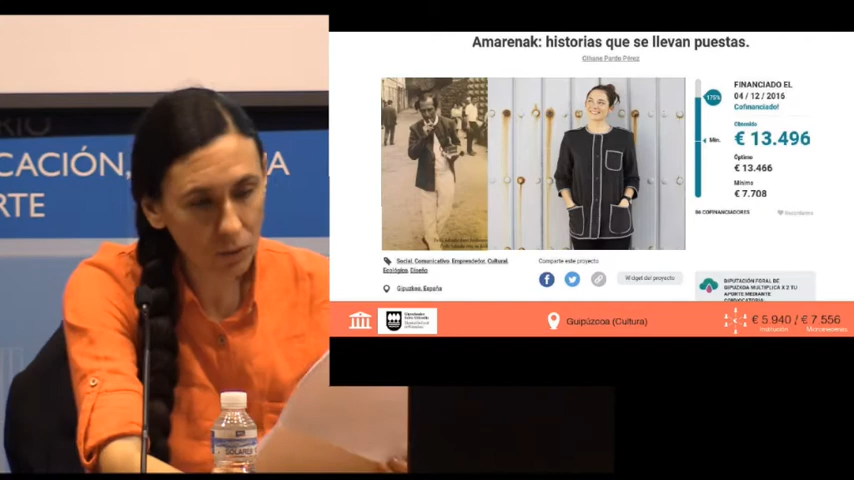 Amarenak: historias que se llevan puestas.
Oihane Pardo Pérez
FINANCIADO EL
04 / 12 / 2016
Cofinanciado!
175%
Obtenido
€ 13.496
Mín.
Óptimo
€ 13.466
Mínimo
€ 7.708
86 COFINANCIADORES
Recordarme
Social, Comunicativo, Emprendedor, Cultural,
Ecológico, Diseño
Gipuzkoa, España
Comparte este proyecto
Widget del proyecto
DIPUTACIÓN FORAL DE
GIPUZKOA MULTIPLICA X 2 TU
APORTE MEDIANTE
CONVOCATORIA
Guipúzcoa (Cultura)
€ 5 940 / € 7 556
Institución
Microdonaciones
CACIÓN,
A
RTE
SOLARES